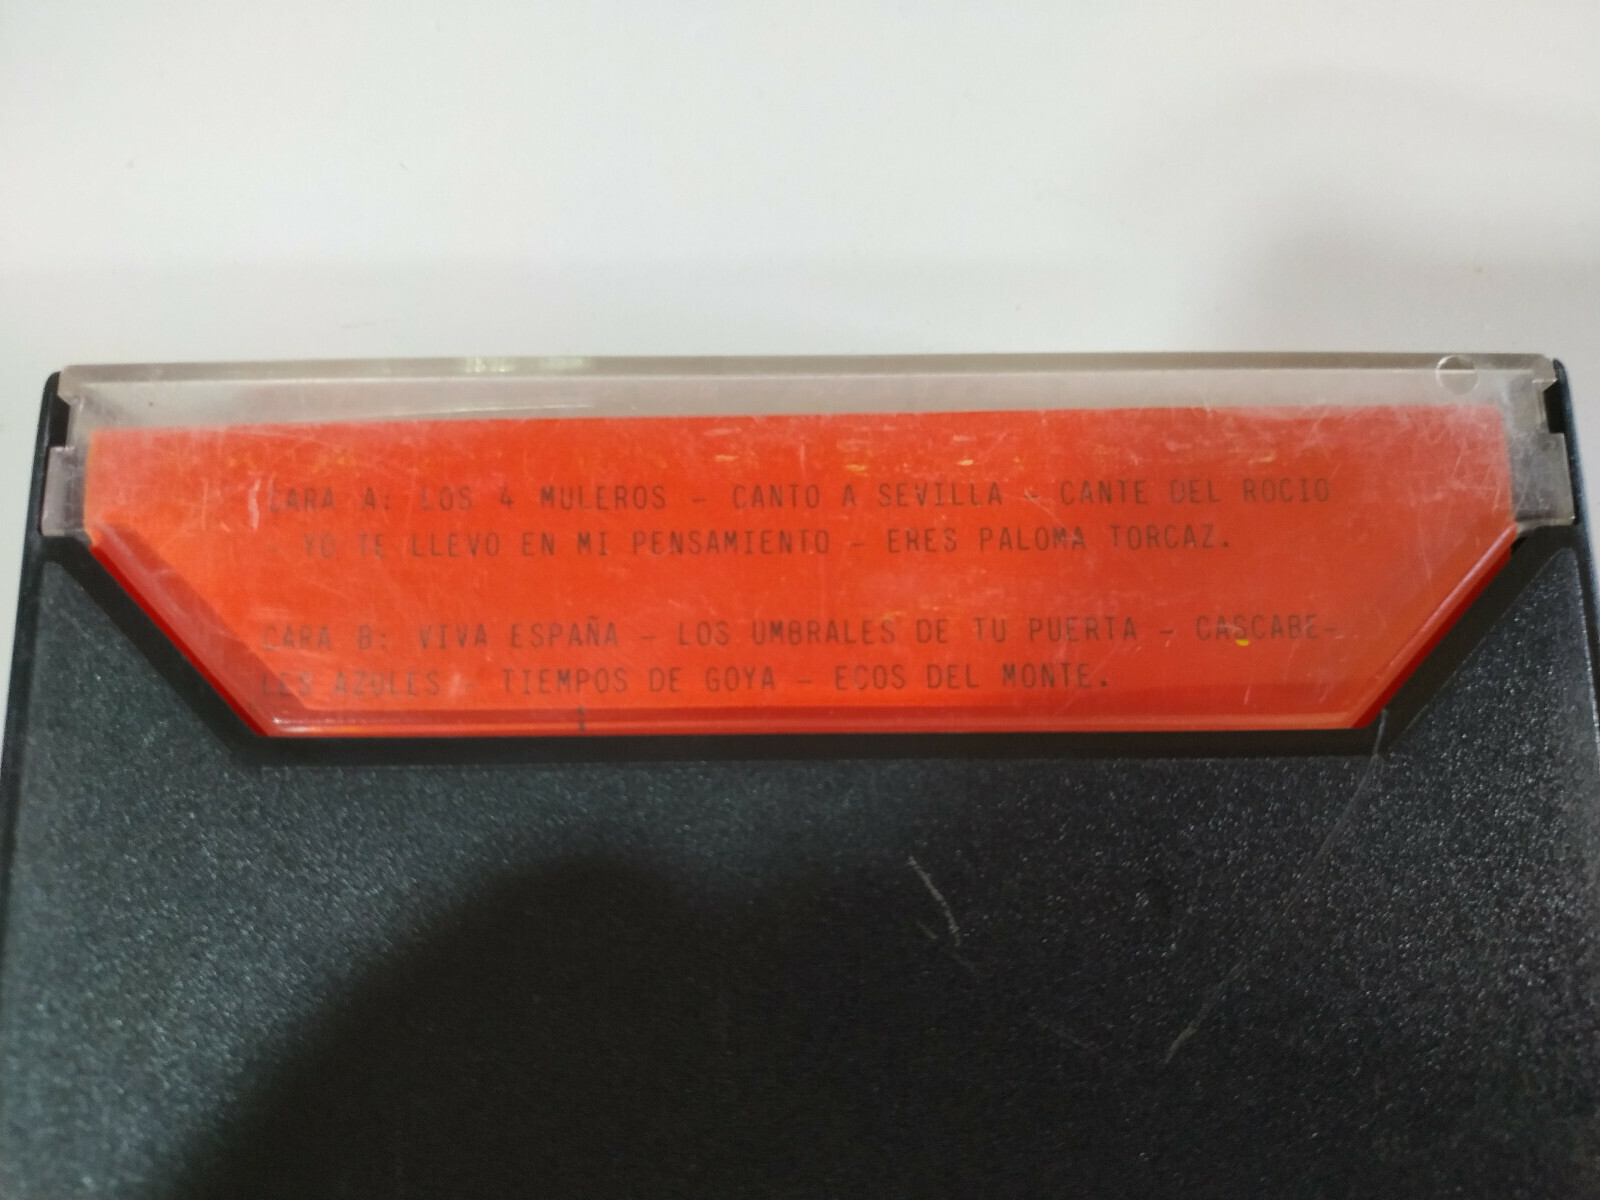 CARA A: LOS 4 MULEROS - CANTO A SEVILLA - CANTE DEL ROCIO
- YO TE LLEVO EN MI PENSAMIENTO - ERES PALOMA TORCAZ.
CARA B: VIVA ESPAÑA - LOS UMBRALES DE TU PUERTA - CASCABE-
LES AZULES - TIEMPOS DE GOYA - ECOS DEL MONTE.